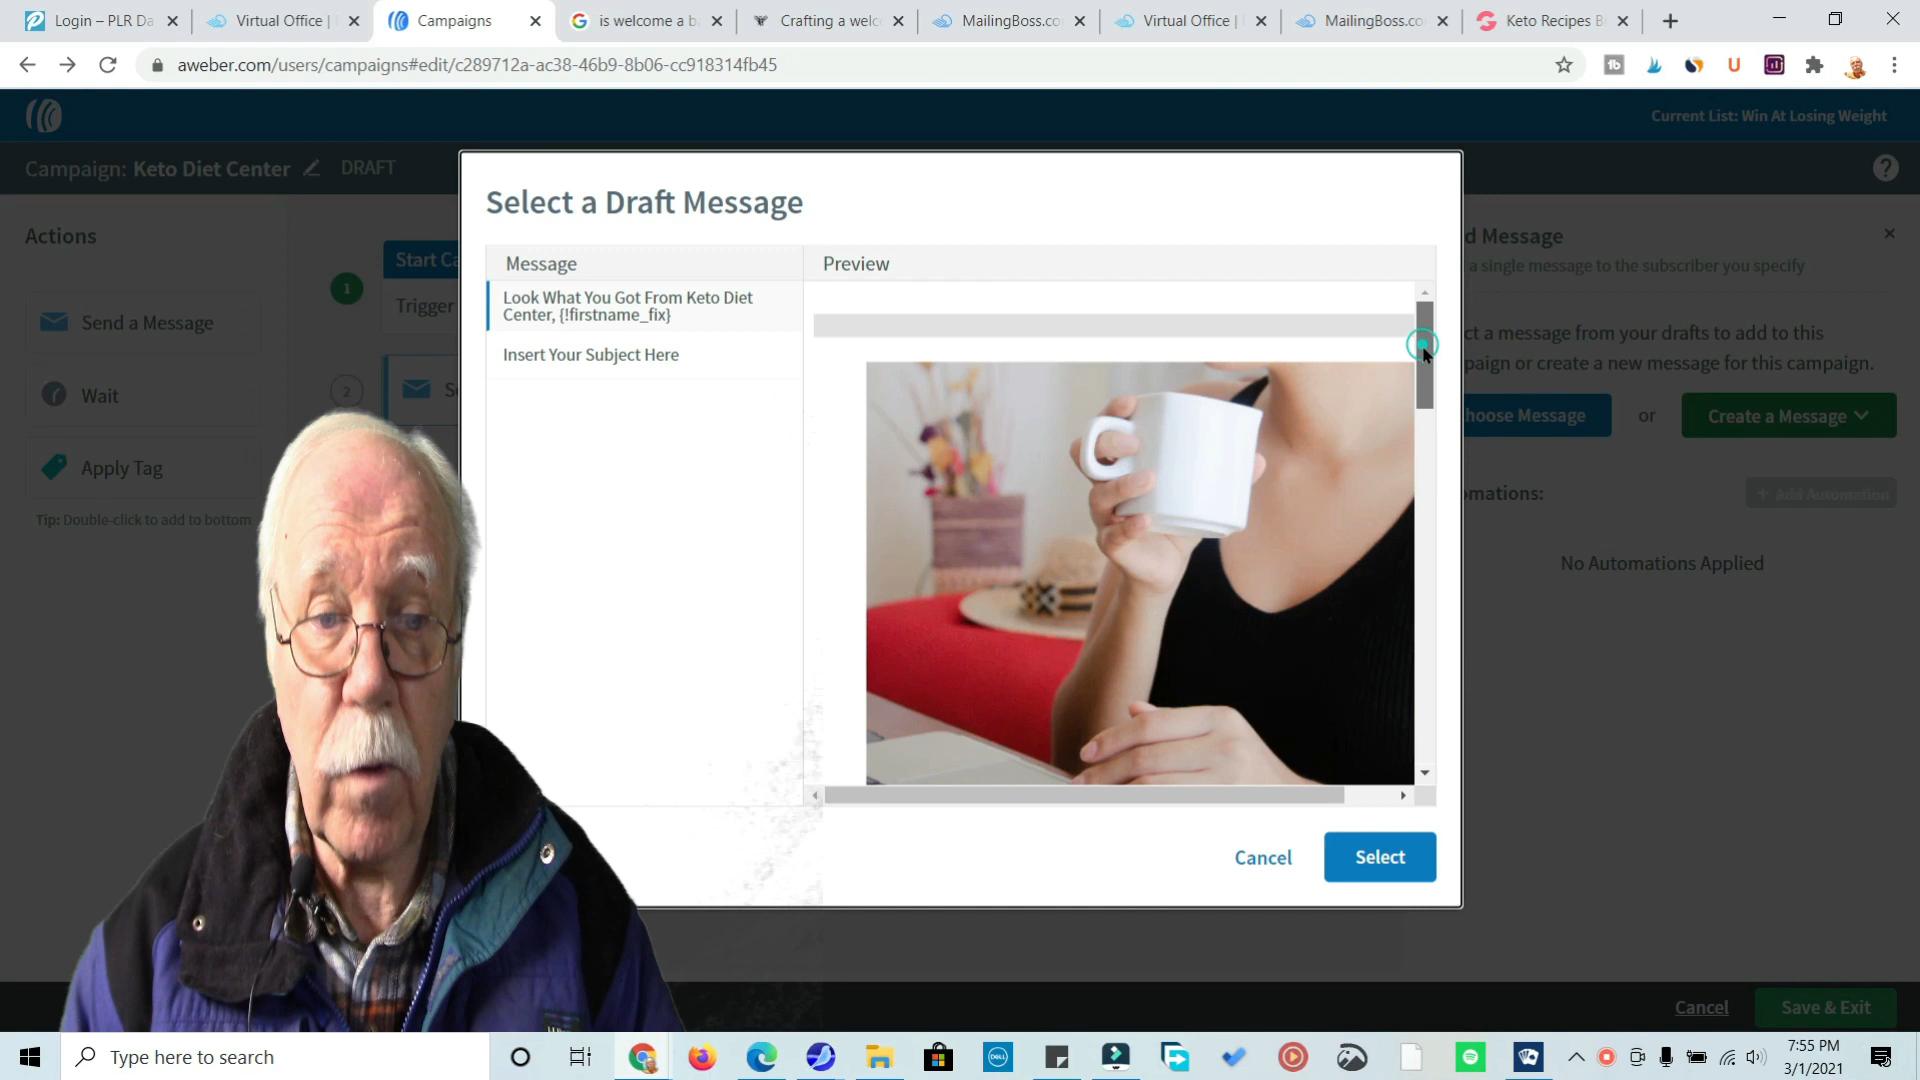 Login – PLR Da
Virtual Office |
Campaigns
is welcome a b
Crafting a welc
MailingBoss.co
Virtual Office |
MailingBoss.co
Keto Recipes B
aweber.com/users/campaigns#edit/c289712a-ac38-46b9-8b06-cc918314fb45
Current List: Win At Losing Weight
Campaign: Keto Diet Center
DRAFT
Select a Draft Message
Actions
Message
Preview
Start Ca
d Message
a single message to the subscriber you specify
1
Trigger
Look What You Got From Keto Diet
Center, {!firstname_fix}
Send a Message
ct a message from your drafts to add to this
Insert Your Subject Here
paign or create a new message for this campaign.
Wait
2
hoose Message
or
Create a Message
Apply Tag
omations:
+ Add Automation
Tip: Double-click to add to bottom
No Automations Applied
Cancel
Select
Cancel
Save & Exit
Type here to search
DELL
7:55 PM
3/1/2021